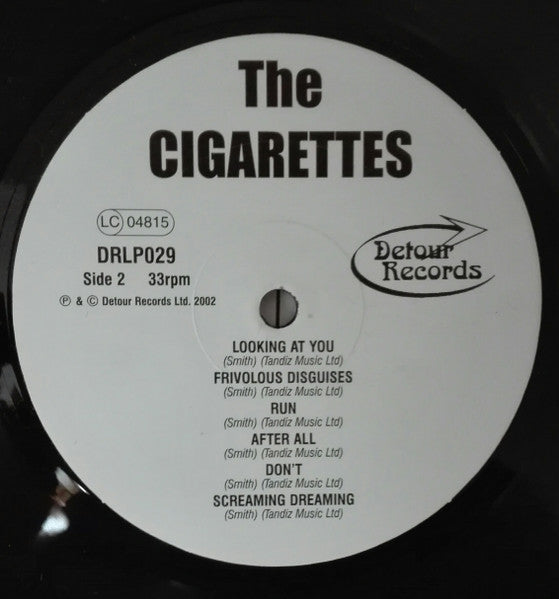 The
CIGARETTES
LC 04815
DRLP029
Side 2 33rpm
℗ & © Detour Records Ltd. 2002
Detour
Records
LOOKING AT YOU
(Smith) (Tandiz Music Ltd)
FRIVOLOUS DISGUISES
(Smith) (Tandiz Music Ltd)
RUN
(Smith) (Tandiz Music Ltd)
AFTER ALL
(Smith) (Tandiz Music Ltd)
DON'T
(Smith) (Tandiz Music Ltd)
SCREAMING DREAMING
(Smith) (Tandiz Music Ltd)